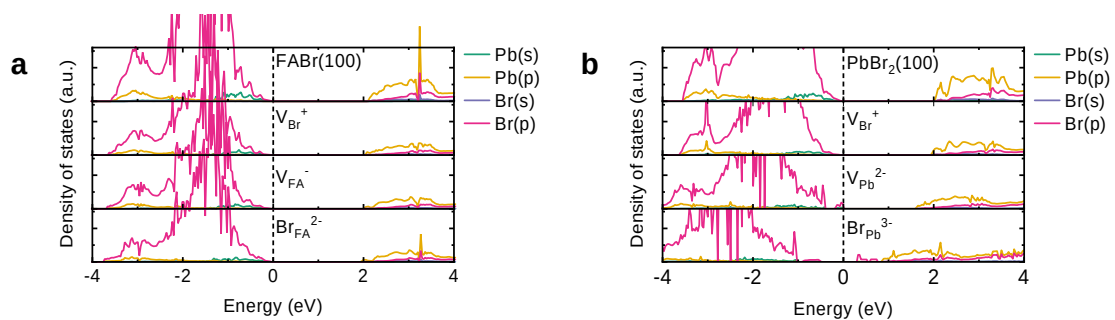 a
Density of states (a.u.)
FABr(100)
V_Br^+
V_FA^-
Br_FA^2-
-4 -2 0 2 4
Energy (eV)
Pb(s)
Pb(p)
Br(s)
Br(p)
b
Density of states (a.u.)
PbBr₂(100)
V_Br^+
V_Pb^2-
Br_Pb^3-
-4 -2 0 2 4
Energy (eV)
Pb(s)
Pb(p)
Br(s)
Br(p)